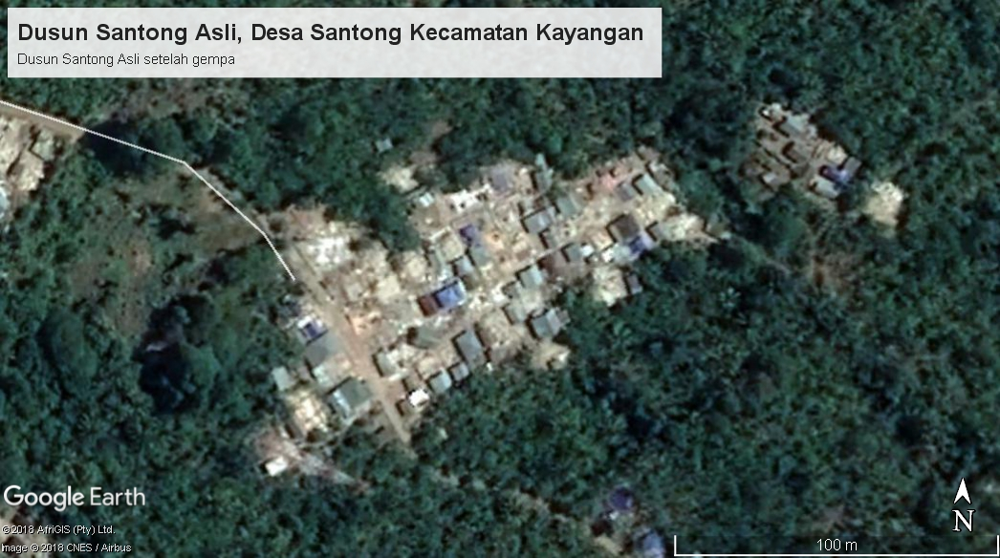 Dusun Santong Asli, Desa Santong Kecamatan Kayangan
Dusun Santong Asli setelah gempa
Google Earth
©2018 AfriGIS (Pty) Ltd.
Image © 2018 CNES / Airbus
N
100 m